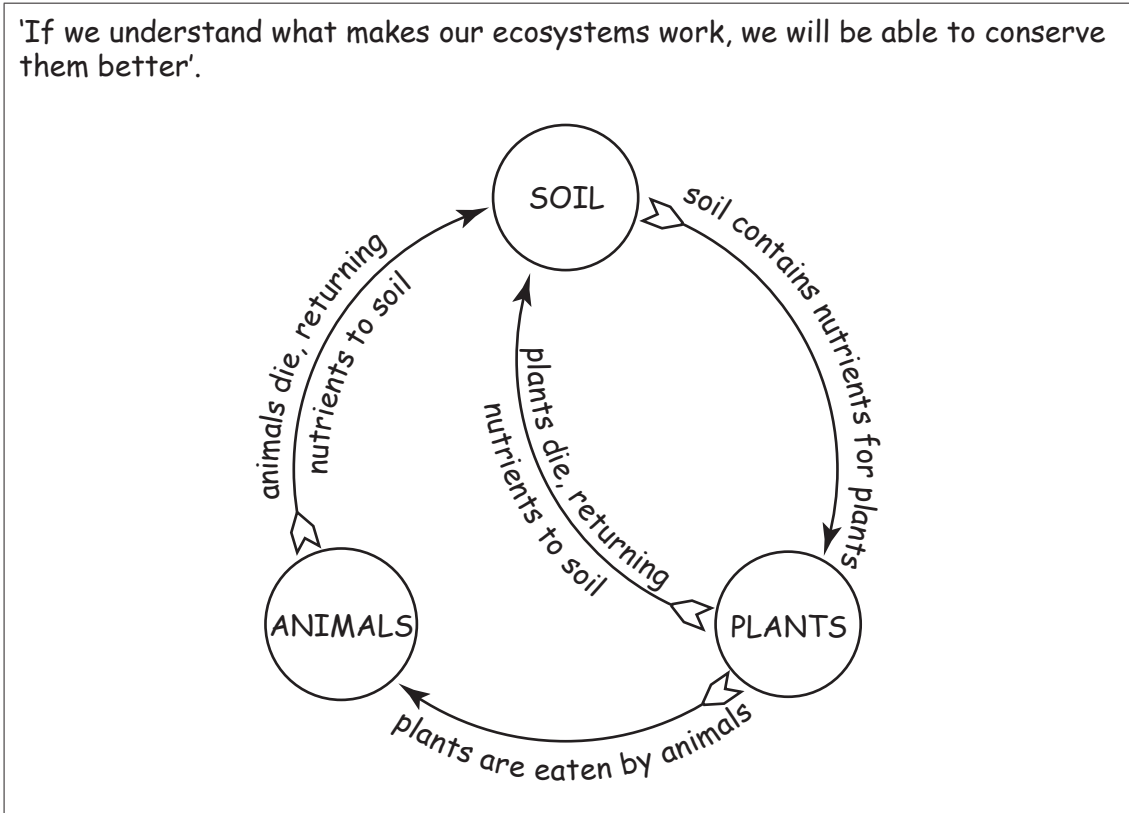 ‘If we understand what makes our ecosystems work, we will be able to conserve
them better’.
SOIL
soil contains nutrients for plants
animals die, returning
nutrients to soil
plants die, returning
nutrients to soil
ANIMALS
PLANTS
plants are eaten by animals